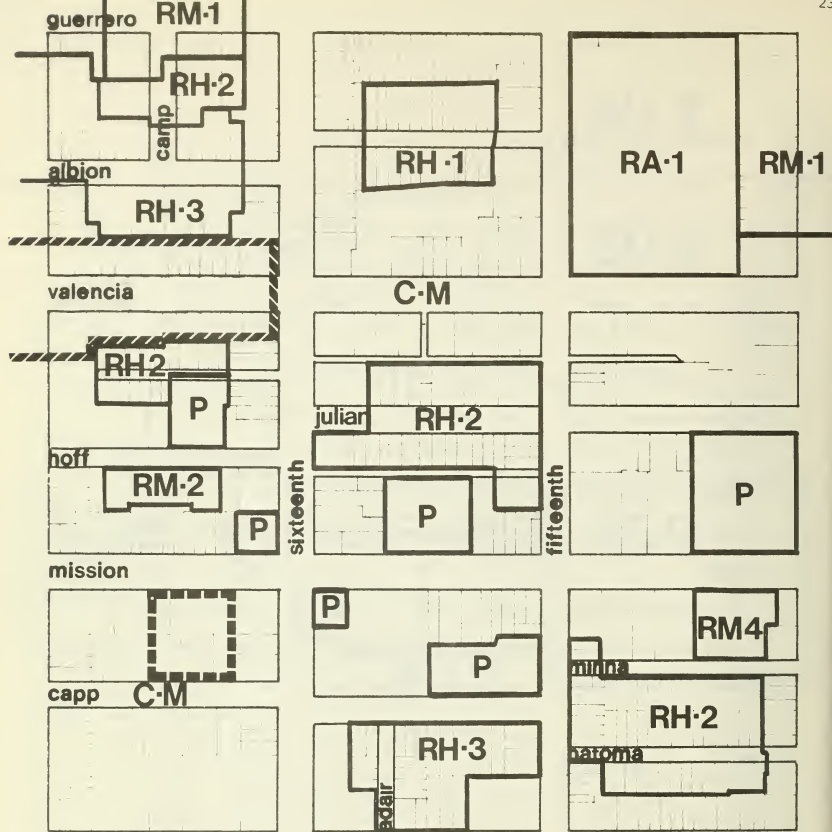 23
guerrero
RM·1
RH·2
camp
albion
RH·3
RH·1
RA·1
RM·1
valencia
C·M
RH2
P
julian
RH·2
hoff
RM·2
P
sixteenth
P
fifteenth
P
mission
P
P
RM4
minna
capp
C·M
RH·2
RH·3
adair
natoma